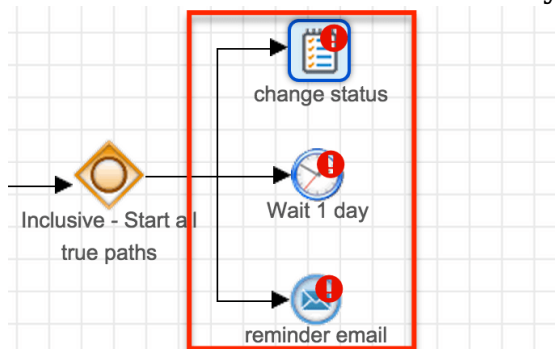 change status
Wait 1 day
Inclusive - Start all
true paths
reminder email